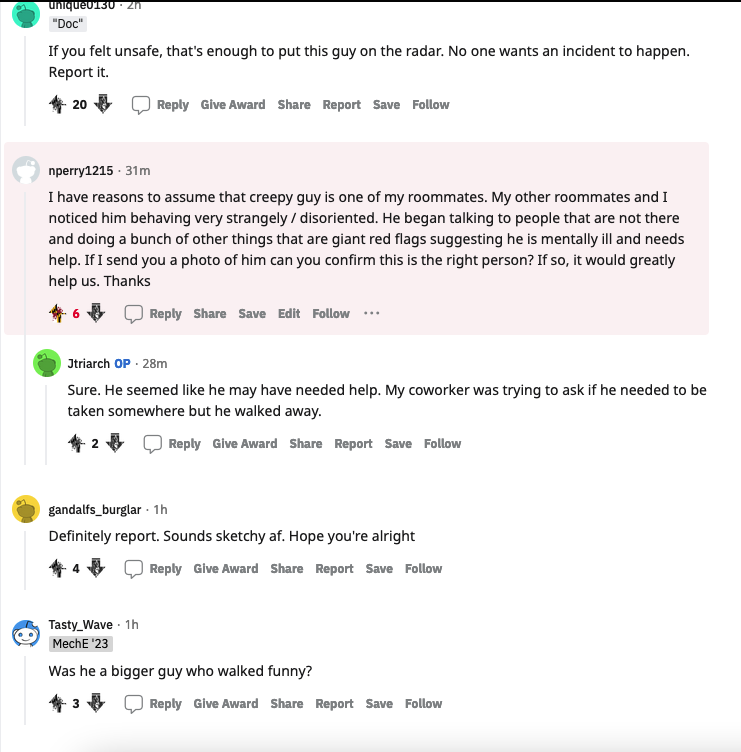 unique0130 · 2h
"Doc"
If you felt unsafe, that's enough to put this guy on the radar. No one wants an incident to happen.
Report it.
20 Reply Give Award Share Report Save Follow
nperry1215 · 31m
I have reasons to assume that creepy guy is one of my roommates. My other roommates and I
noticed him behaving very strangely / disoriented. He began talking to people that are not there
and doing a bunch of other things that are giant red flags suggesting he is mentally ill and needs
help. If I send you a photo of him can you confirm this is the right person? If so, it would greatly
help us. Thanks
6 Reply Share Save Edit Follow ...
Jtriarch OP · 28m
Sure. He seemed like he may have needed help. My coworker was trying to ask if he needed to be
taken somewhere but he walked away.
2 Reply Give Award Share Report Save Follow
gandalfs_burglar · 1h
Definitely report. Sounds sketchy af. Hope you're alright
4 Reply Give Award Share Report Save Follow
Tasty_Wave · 1h
MechE '23
Was he a bigger guy who walked funny?
3 Reply Give Award Share Report Save Follow